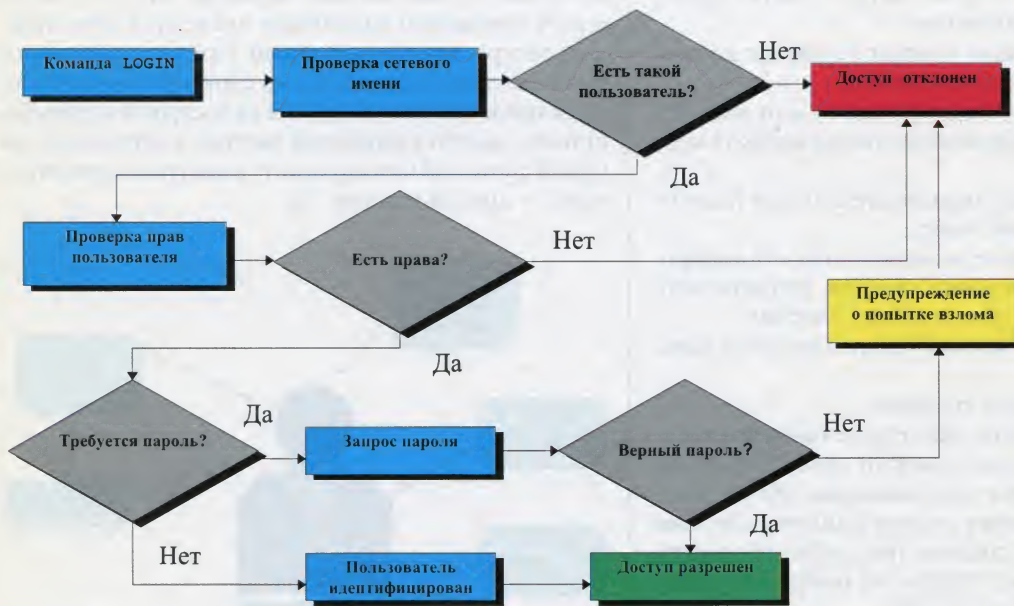 Команда LOGIN
Проверка сетевого
имени
Есть такой
пользователь?
Нет
Доступ отклонен
Да
Проверка прав
пользователя
Есть права?
Нет
Предупреждение
о попытке взлома
Да
Требуется пароль?
Да
Запрос пароля
Верный пароль?
Нет
Да
Нет
Пользователь
идентифицирован
Доступ разрешен